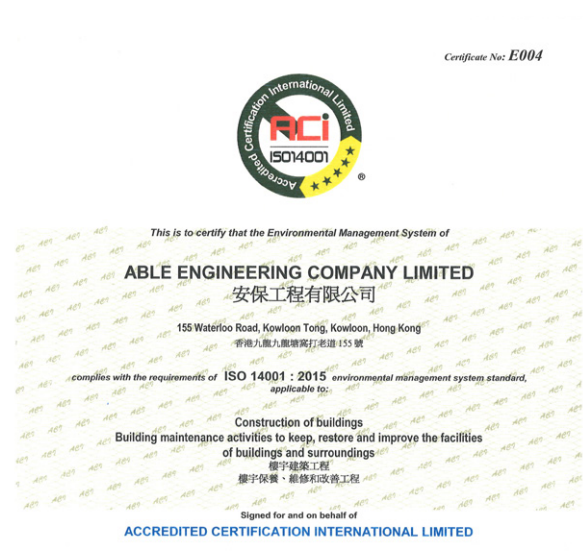 Certificate No: E004
Accredited Certification International Limited
ACi
ISO14001
®
This is to certify that the Environmental Management System of
ABLE ENGINEERING COMPANY LIMITED
安保工程有限公司
155 Waterloo Road, Kowloon Tong, Kowloon, Hong Kong
香港九龍九龍塘窩打老道 155 號
complies with the requirements of ISO 14001 : 2015 environmental management system standard,
applicable to:
Construction of buildings
Building maintenance activities to keep, restore and improve the facilities
of buildings and surroundings
樓宇建築工程
樓宇保養、維修和改善工程
Signed for and on behalf of
ACCREDITED CERTIFICATION INTERNATIONAL LIMITED